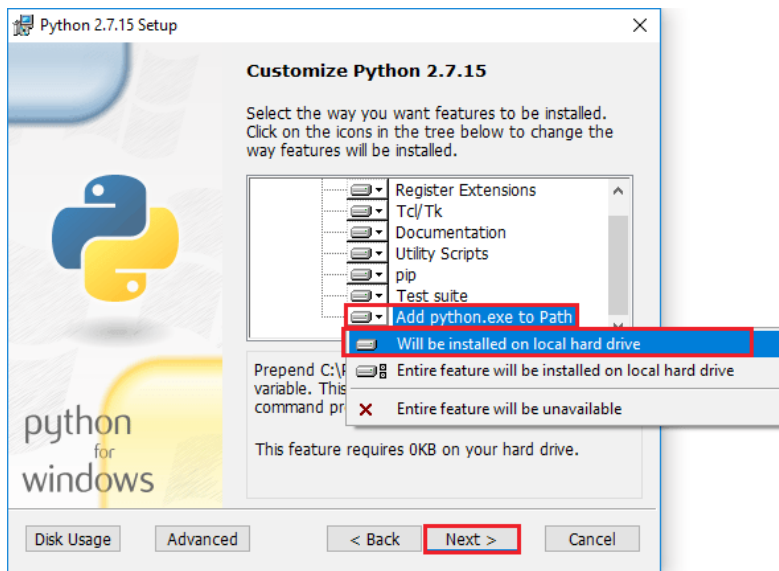 Python 2.7.15 Setup
Customize Python 2.7.15
Select the way you want features to be installed.
Click on the icons in the tree below to change the
way features will be installed.
Register Extensions
Tcl/Tk
Documentation
Utility Scripts
pip
Test suite
Add python.exe to Path
Will be installed on local hard drive
Entire feature will be installed on local hard drive
Entire feature will be unavailable
Prepend C:\
variable. This
command pr
This feature requires 0KB on your hard drive.
python
for
windows
Disk Usage
Advanced
< Back
Next >
Cancel